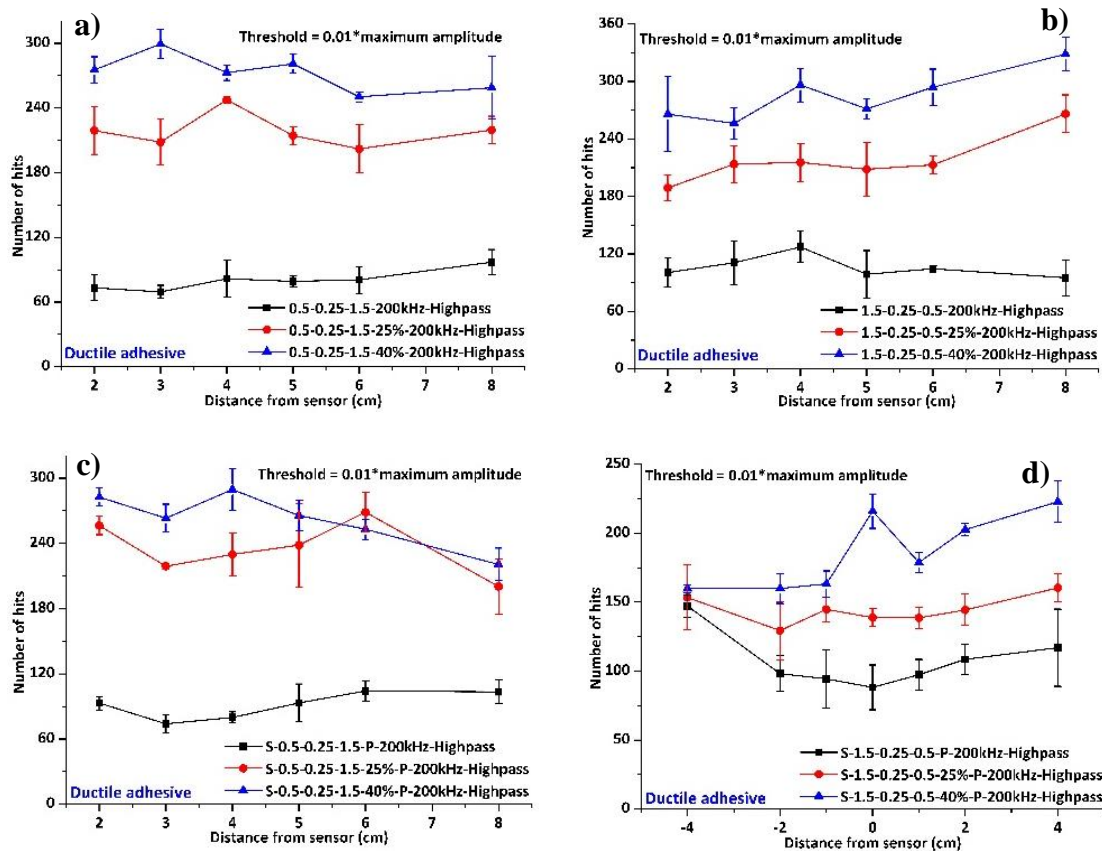 a)
Threshold = 0.01*maximum amplitude
300
240
180
120
60
0
Number of hits
0.5-0.25-1.5-200kHz-Highpass
0.5-0.25-1.5-25%-200kHz-Highpass
0.5-0.25-1.5-40%-200kHz-Highpass
Ductile adhesive
2 3 4 5 6 7 8
Distance from sensor (cm)
b)
Threshold = 0.01*maximum amplitude
360
300
240
180
120
60
0
Number of hits
1.5-0.25-0.5-200kHz-Highpass
1.5-0.25-0.5-25%-200kHz-Highpass
1.5-0.25-0.5-40%-200kHz-Highpass
Ductile adhesive
2 3 4 5 6 7 8
Distance from sensor (cm)
c)
Threshold = 0.01*maximum amplitude
300
240
180
120
60
0
Number of hits
S-0.5-0.25-1.5-P-200kHz-Highpass
S-0.5-0.25-1.5-25%-P-200kHz-Highpass
S-0.5-0.25-1.5-40%-P-200kHz-Highpass
Ductile adhesive
2 3 4 5 6 7 8
Distance from sensor (cm)
d)
Threshold = 0.01*maximum amplitude
250
200
150
100
50
0
Number of hits
S-1.5-0.25-0.5-P-200kHz-Highpass
S-1.5-0.25-0.5-25%-P-200kHz-Highpass
S-1.5-0.25-0.5-40%-P-200kHz-Highpass
Ductile adhesive
-4 -2 0 2 4
Distance from sensor (cm)